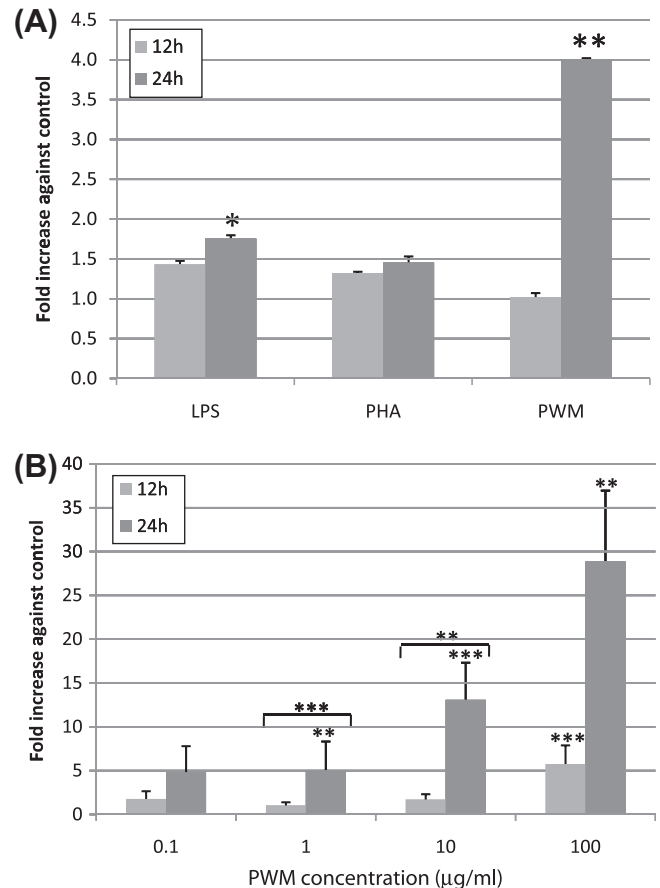 (A)
4.5
4.0
3.5
3.0
2.5
2.0
1.5
1.0
0.5
0.0
Fold increase against control
12h
24h
*
**
LPS PHA PWM
(B)
40
35
30
25
20
15
10
5
0
Fold increase against control
12h
24h
***
**
**
***
***
**
0.1 1 10 100
PWM concentration (µg/ml)